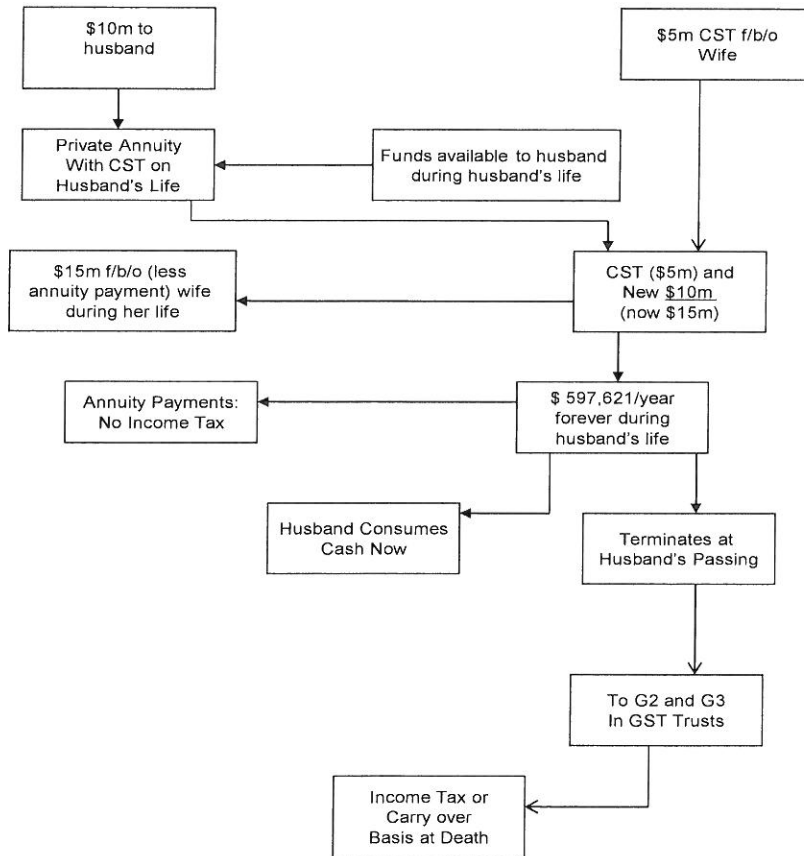 $10m to
husband
$5m CST f/b/o
Wife
Private Annuity
With CST on
Husband's Life
Funds available to husband
during husband's life
$15m f/b/o (less
annuity payment) wife
during her life
CST ($5m) and
New $10m
(now $15m)
Annuity Payments:
No Income Tax
$ 597,621/year
forever during
husband's life
Husband Consumes
Cash Now
Terminates at
Husband's Passing
To G2 and G3
In GST Trusts
Income Tax or
Carry over
Basis at Death